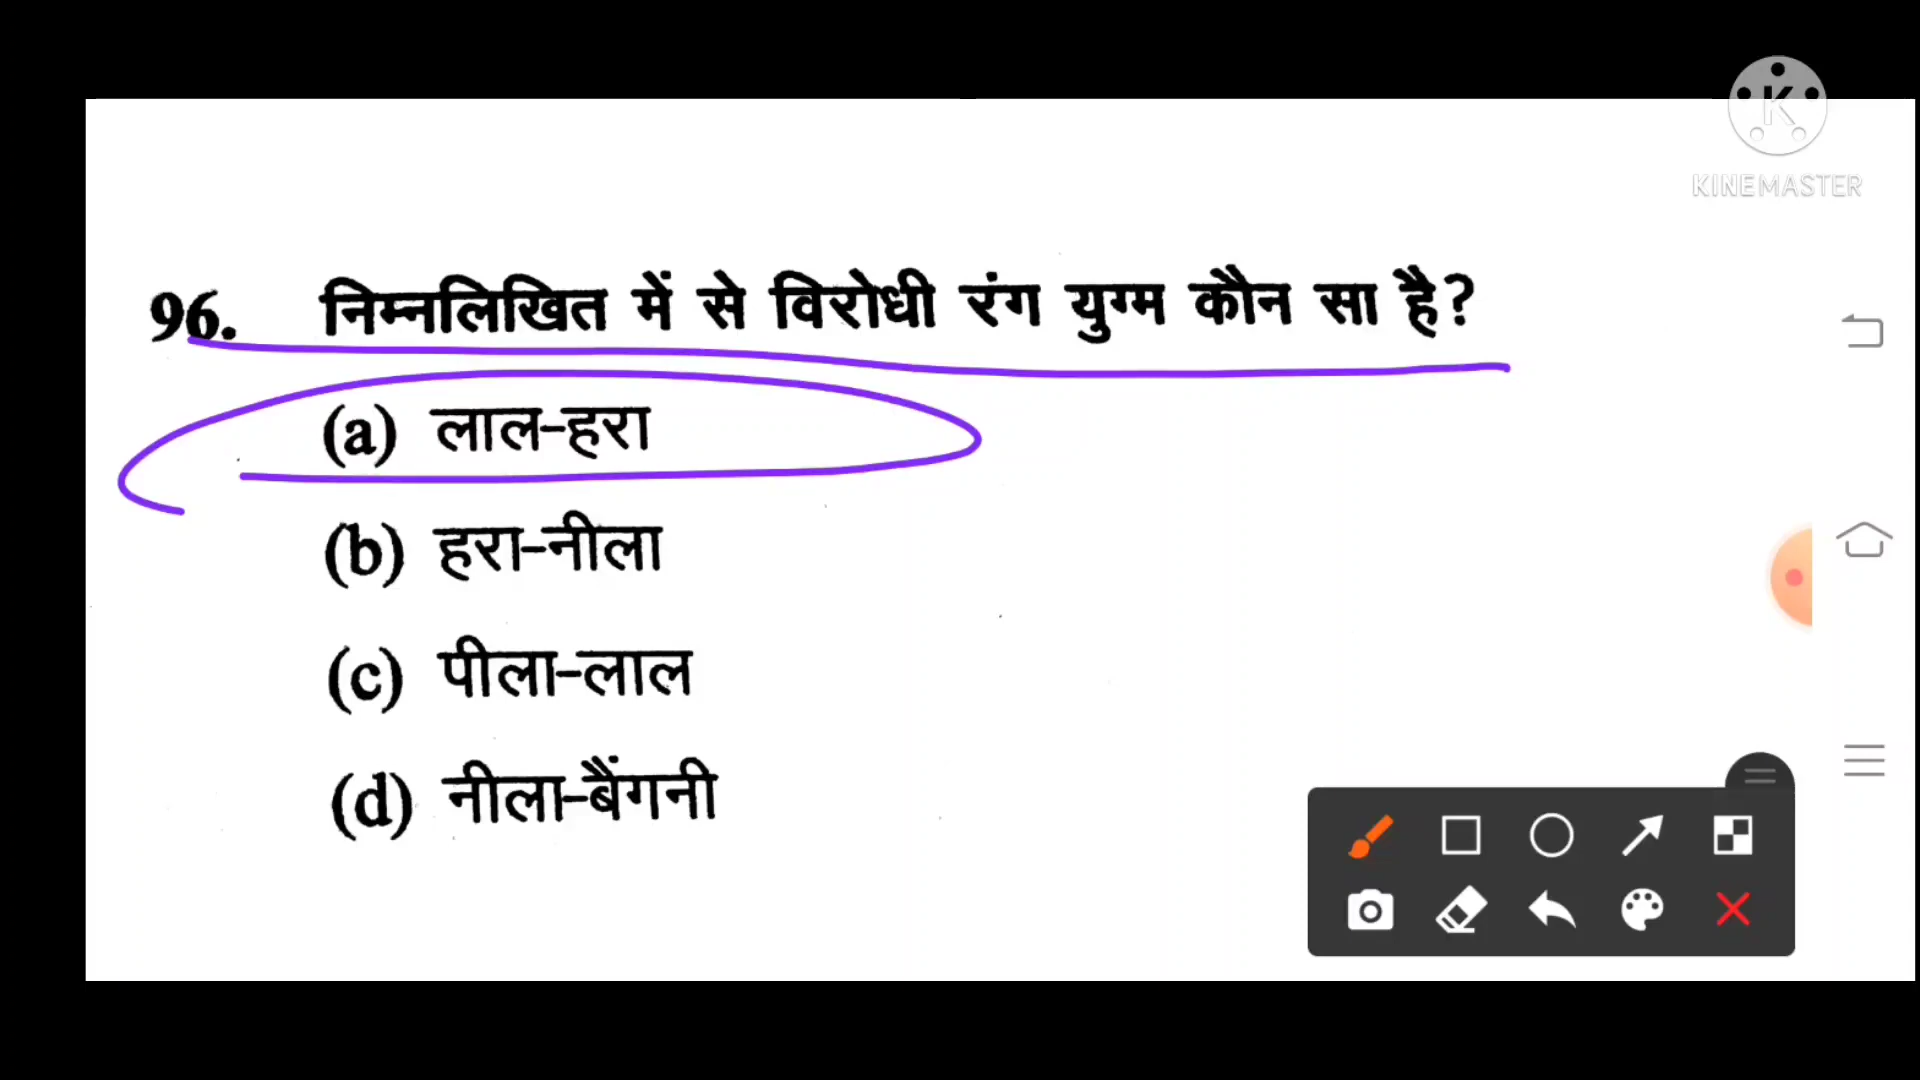 KINEMASTER
96. निम्नलिखित में से विरोधी रंग युग्म कौन सा है?
(a) लाल-हरा
(b) हरा-नीला
(c) पीला-लाल
(d) नीला-बैंगनी